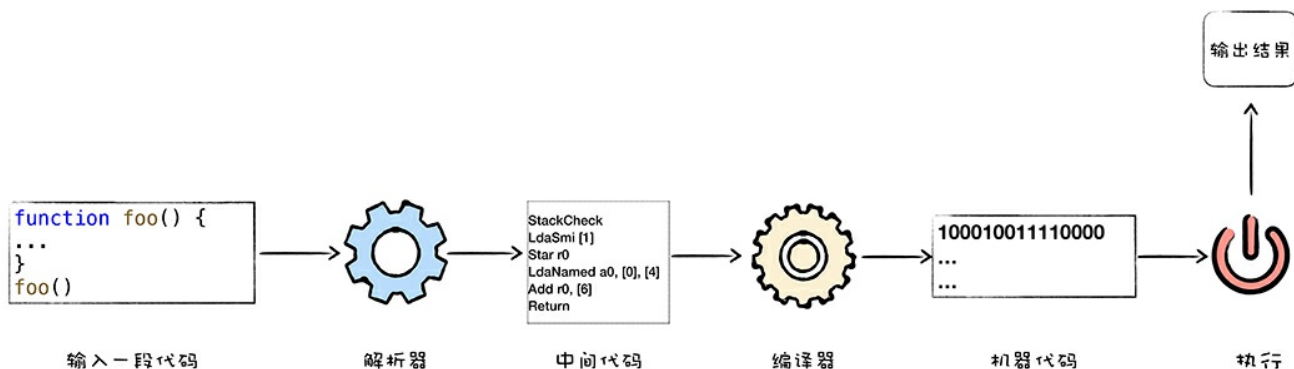 输出结果
function foo() {
...
}
foo()
StackCheck
LdaSmi [1]
Star r0
LdaNamed a0, [0], [4]
Add r0, [6]
Return
100010011110000
...
...
输入一段代码
解析器
中间代码
编译器
机器代码
执行